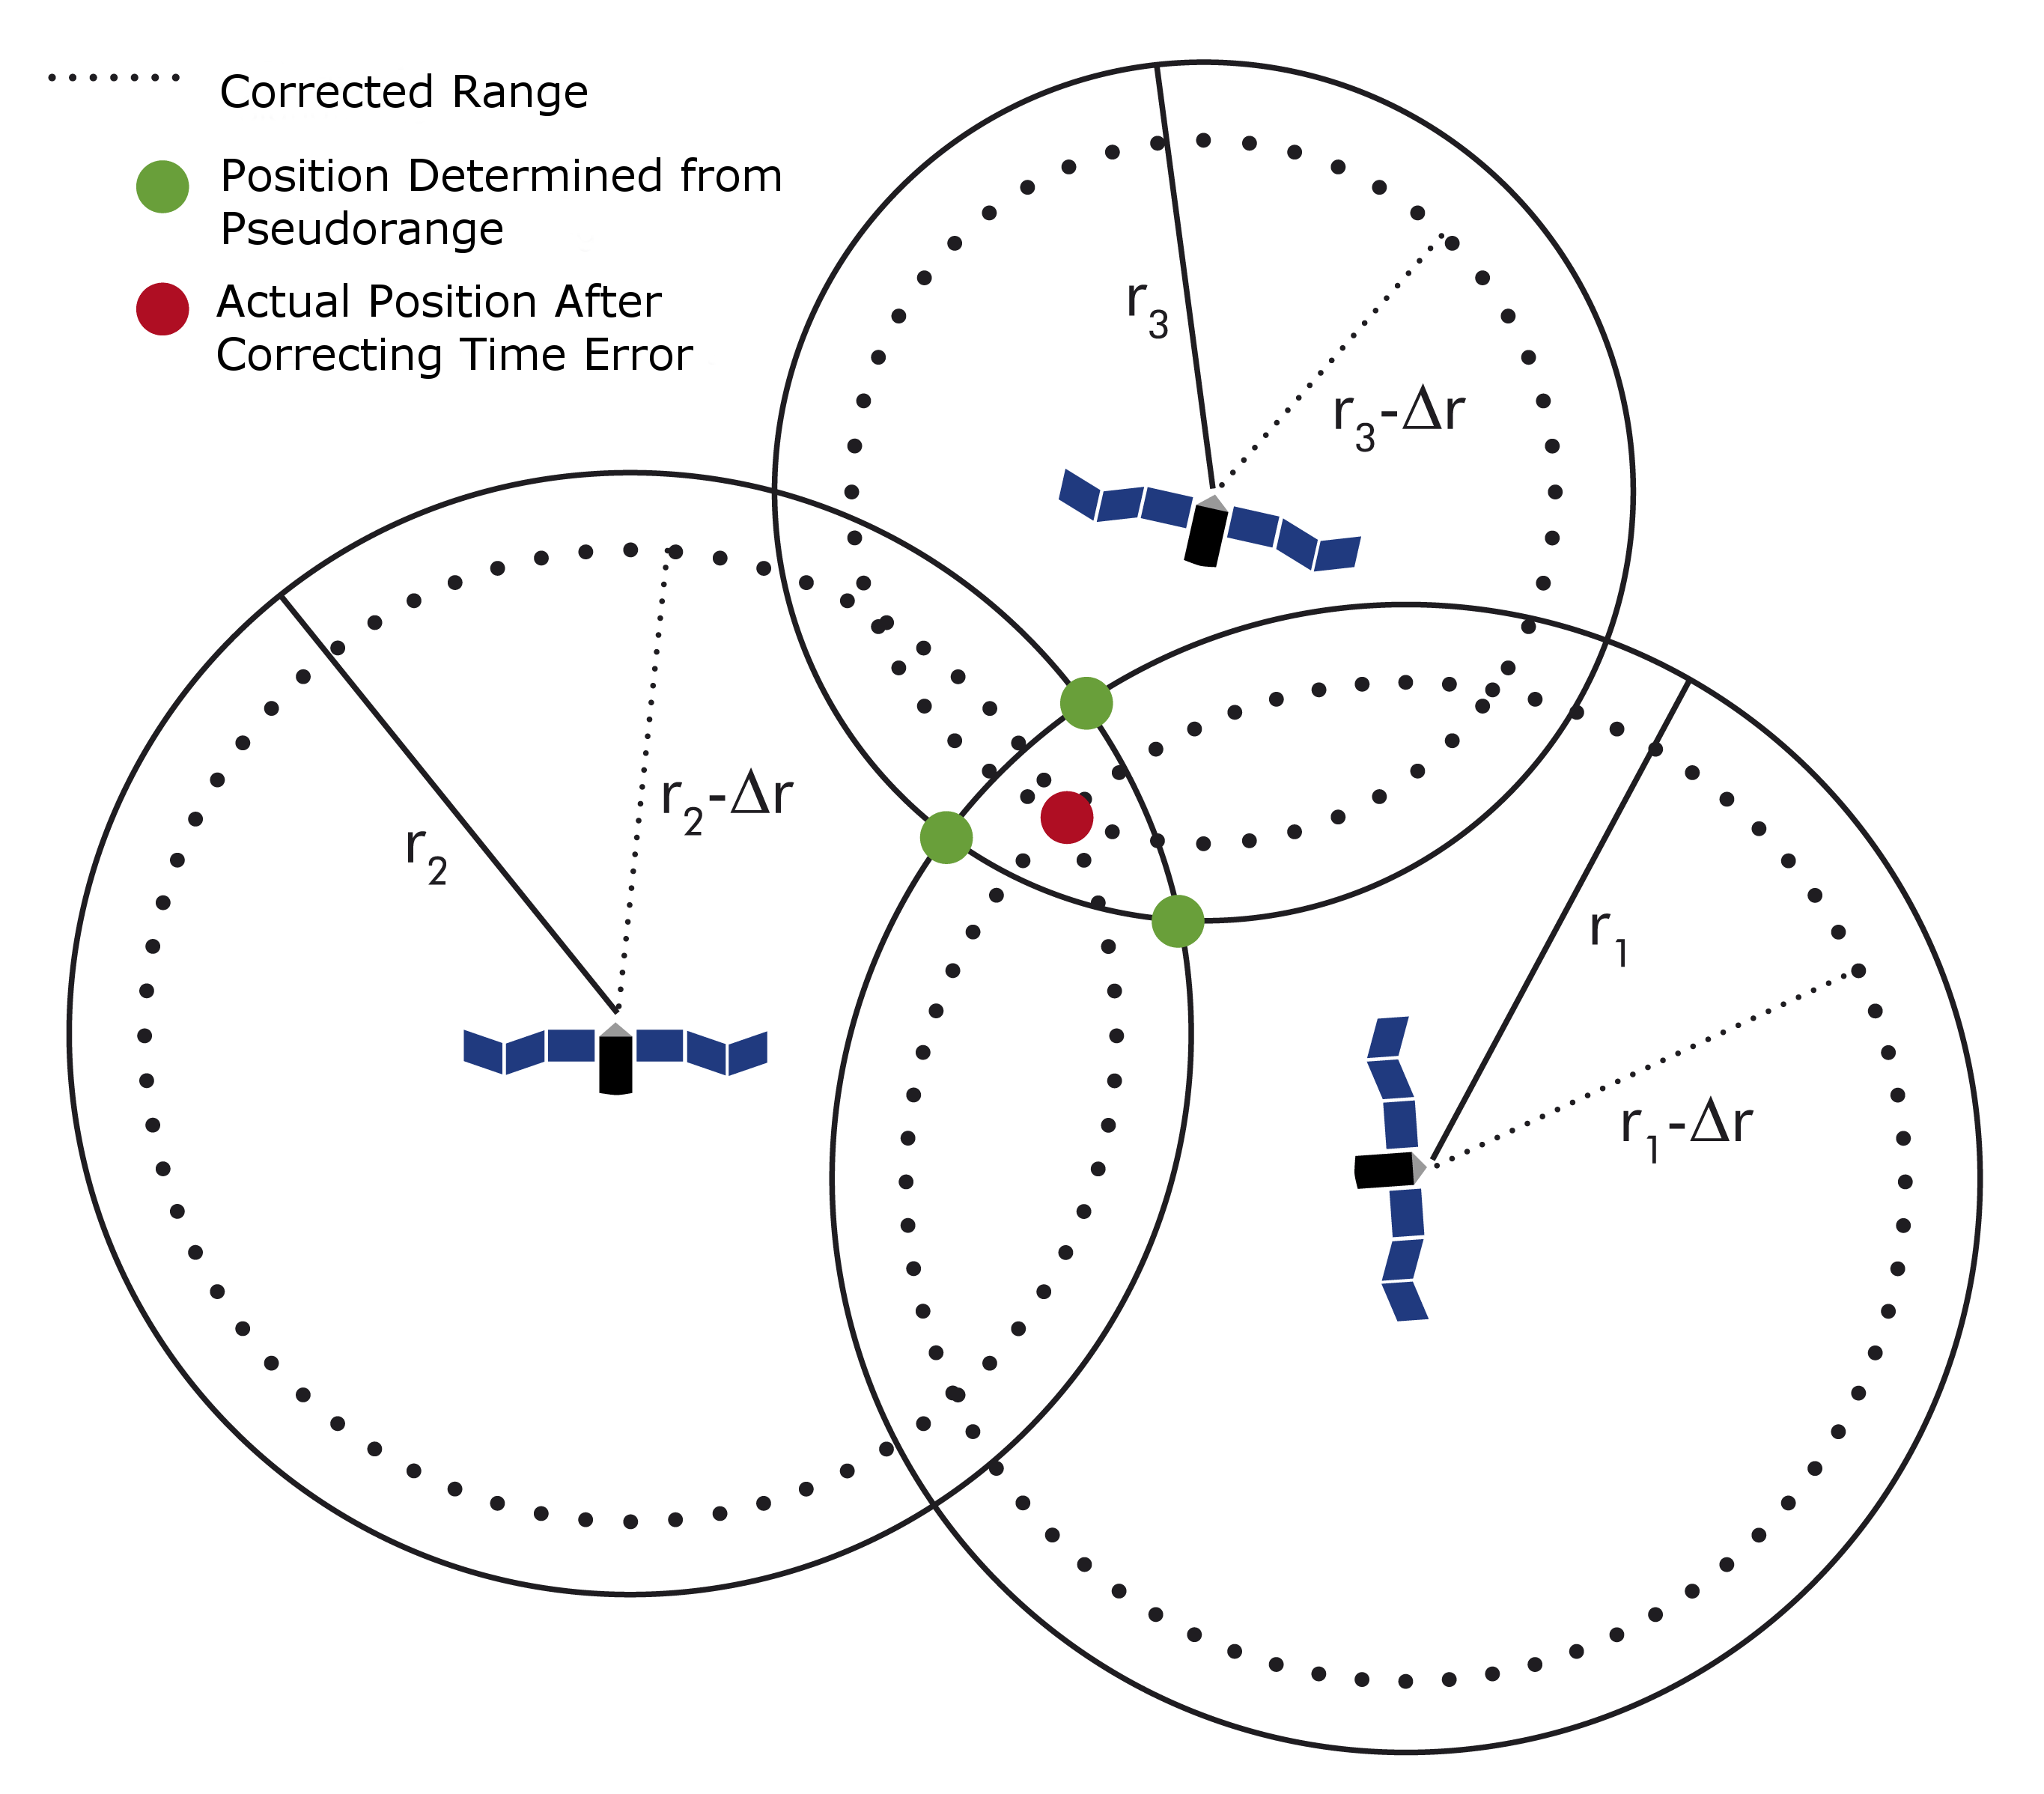 Corrected Range
Position Determined from
Pseudorange
Actual Position After
Correcting Time Error
r3
r3-Δr
r2-Δr
r2
r1
r1-Δr